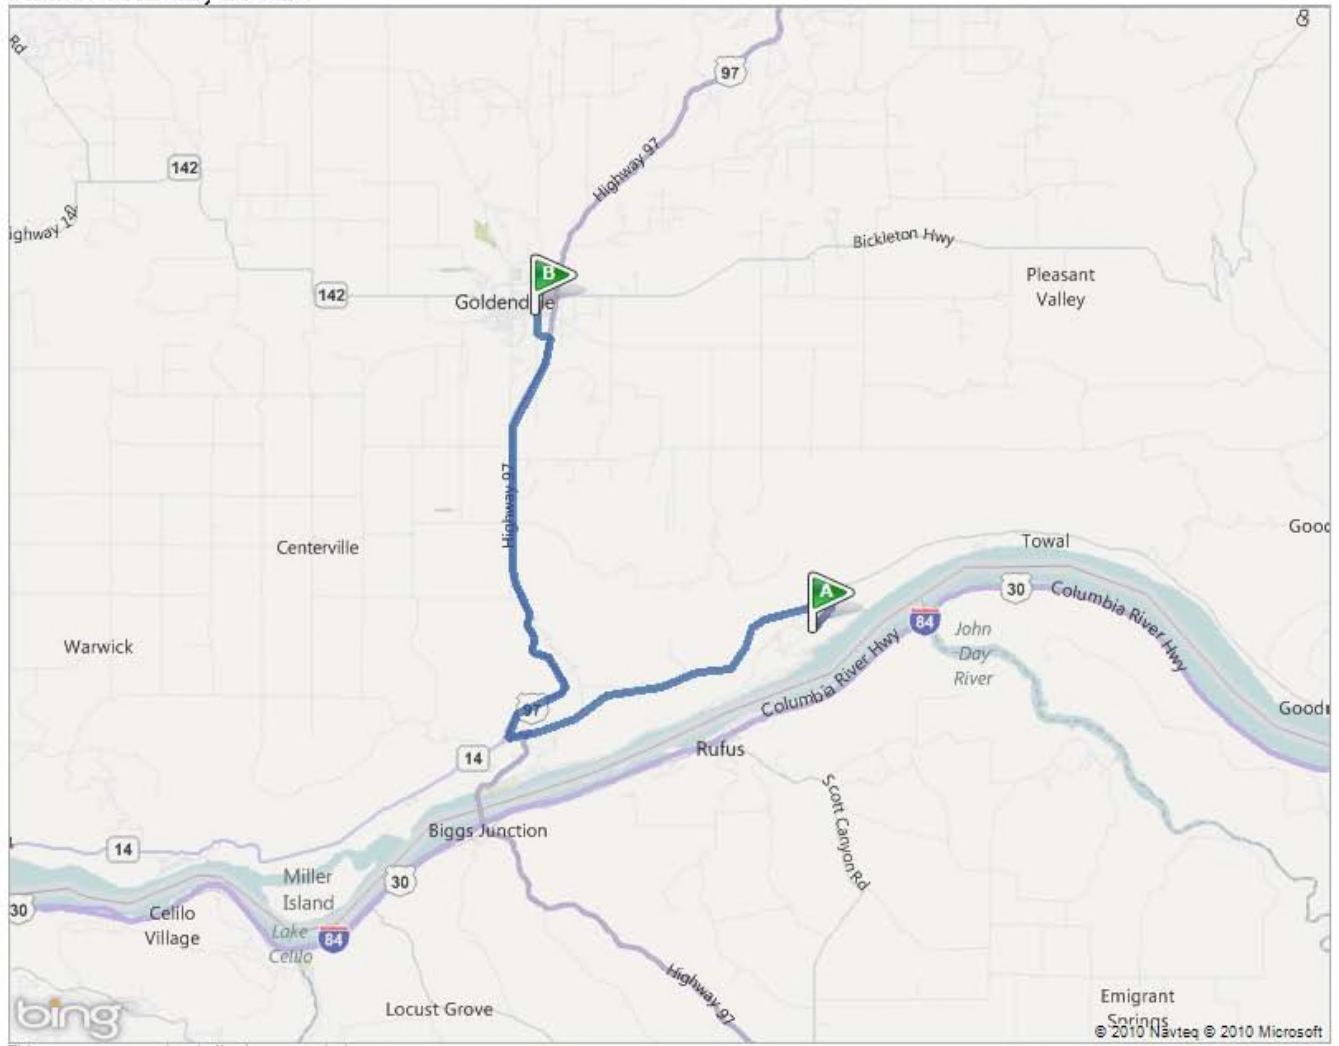 Rd
97
Highway 97
142
ighway 142
Bickleton Hwy
B
Pleasant
Valley
142
Goldend le
Highway 97
Centerville
Towal
Gooc
A
30
Columbia River Hwy
84
John
Day
River
Warwick
97
Columbia River Hwy
Good
14
Rufus
Scott Canyon Rd
Biggs Junction
14
Miller
Island
30
30
Celilo
Village
Lake
Celilo
84
Highway 97
Locust Grove
Emigrant
Springs
bing
© 2010 Navteq © 2010 Microsoft